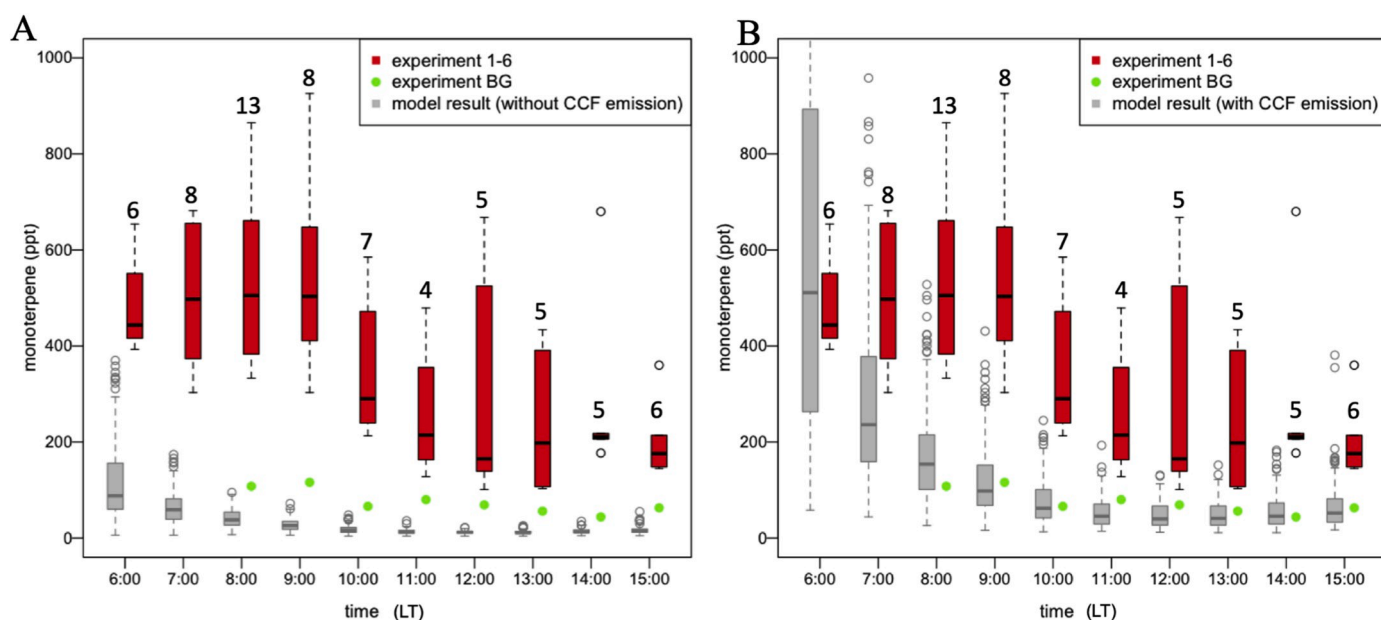 A
1000
800
600
400
200
0
monoterpene (ppt)
experiment 1-6
experiment BG
model result (without CCF emission)
6
8
13
8
7
4
5
5
5
6
6:00 7:00 8:00 9:00 10:00 11:00 12:00 13:00 14:00 15:00
time (LT)
B
1000
800
600
400
200
0
monoterpene (ppt)
experiment 1-6
experiment BG
model result (with CCF emission)
6
8
13
8
7
4
5
5
5
6
6:00 7:00 8:00 9:00 10:00 11:00 12:00 13:00 14:00 15:00
time (LT)